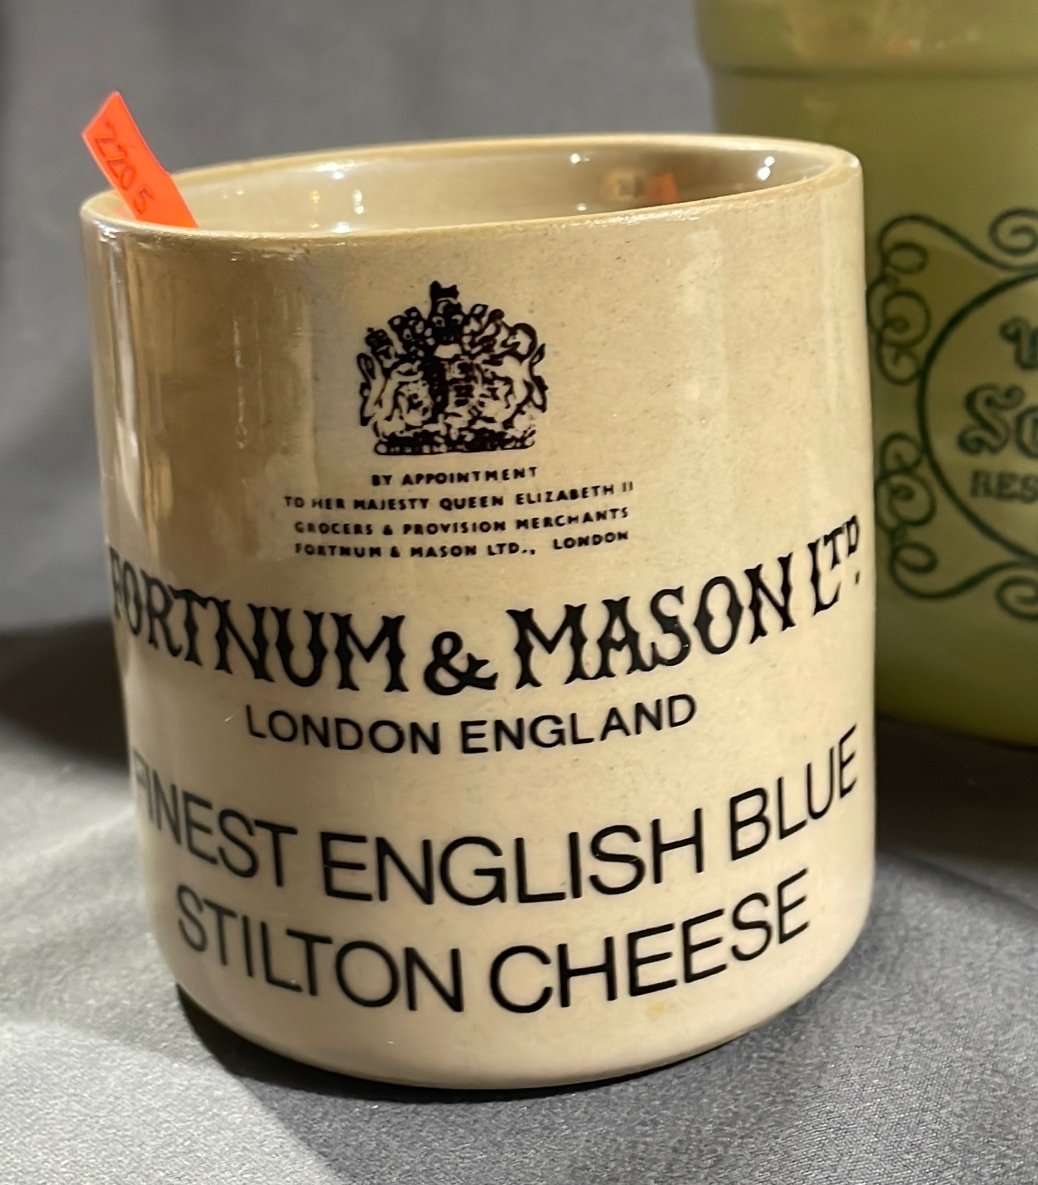 2205
BY APPOINTMENT
TO HER MAJESTY QUEEN ELIZABETH II
GROCERS & PROVISION MERCHANTS
FORTNUM & MASON LTD., LONDON
FORTNUM & MASON LTD.
LONDON ENGLAND
FINEST ENGLISH BLUE
STILTON CHEESE